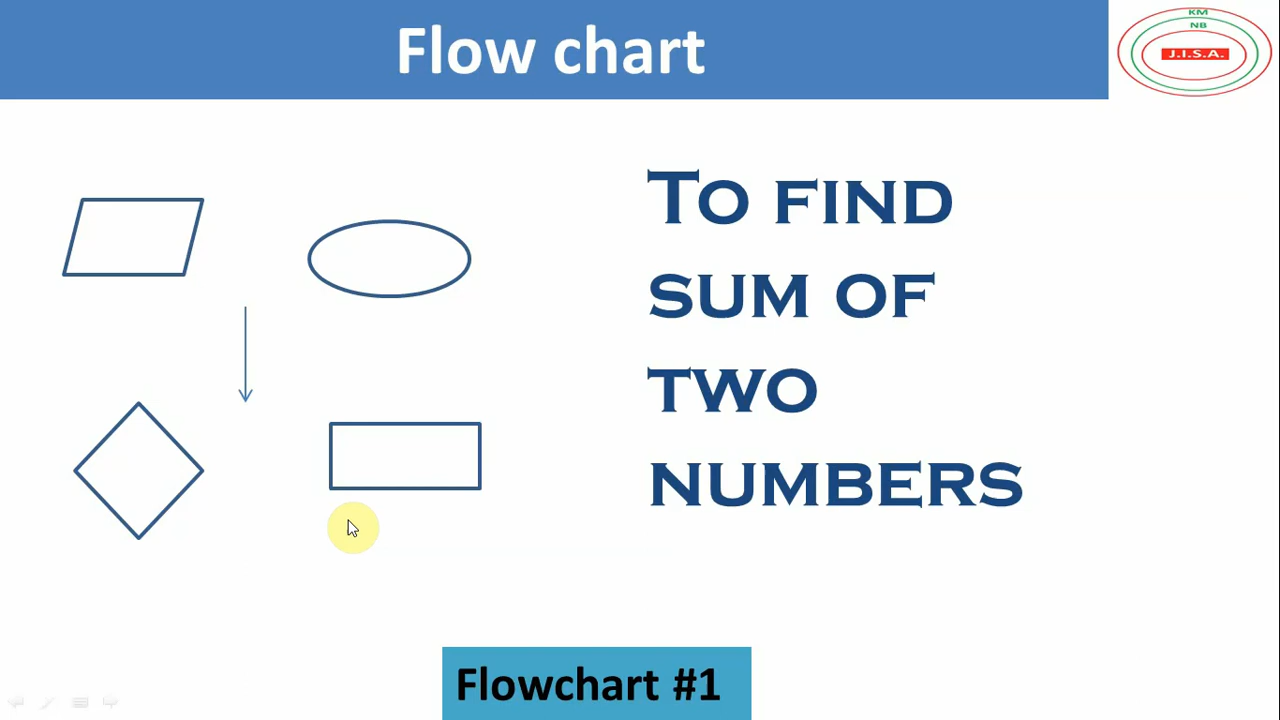 Flow chart
KM
NB
J.I.S.A.
To find
sum of
two
numbers
Flowchart #1